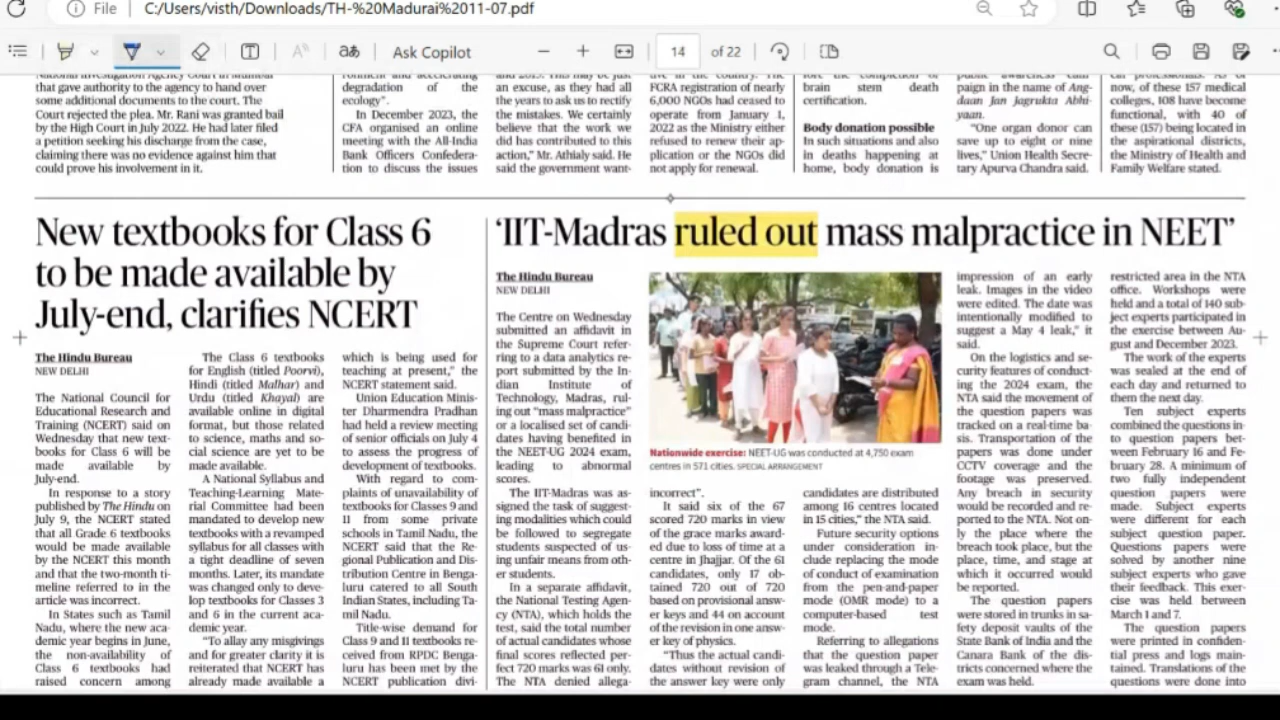 File
C:/Users/visth/Downloads/TH-%20Madurai%2011-07.pdf
aあ
Ask Copilot
14
of 22
National Investigation Agency Court in Mumbai
that gave authority to the agency to hand over
some additional documents to the court. The
Court rejected the plea. Mr. Rani was granted bail
by the High Court in July 2022. He had later filed
a petition seeking his discharge from the case,
claiming there was no evidence against him that
could prove his involvement in it.
ronment and accelerating
degradation of the
ecology".
In December 2023, the
CFA organised an online
meeting with the All-India
Bank Officers Confedera-
tion to discuss the issues
and 2015. This may be just
an excuse, as they had all
the years to ask us to rectify
the mistakes. We certainly
believe that the work we
did has contributed to this
action," Mr. Athialy said. He
said the government want-
tive in the country. The
FCRA registration of nearly
6,000 NGOs had ceased to
operate from January 1,
2022 as the Ministry either
refused to renew their ap-
plication or the NGOs did
not apply for renewal.
fore the completion of
brain stem death
certification.
Body donation possible
In such situations and also
in deaths happening at
home, body donation is
public awareness cam-
paign in the name of Ang-
daan Jan Jagrukta Abhi-
yaan.
"One organ donor can
save up to eight or nine
lives," Union Health Secre-
tary Apurva Chandra said.
cal professionals. As of
now, of these 157 medical
colleges, 108 have become
functional, with 40 of
these (157) being located in
the aspirational districts,
the Ministry of Health and
Family Welfare stated.
New textbooks for Class 6
to be made available by
July-end, clarifies NCERT
The Hindu Bureau
NEW DELHI
The National Council for
Educational Research and
Training (NCERT) said on
Wednesday that new text-
books for Class 6 will be
made available by
July-end.
In response to a story
published by The Hindu on
July 9, the NCERT stated
that all Grade 6 textbooks
would be made available
by the NCERT this month
and that the two-month ti-
meline referred to in the
article was incorrect.
In States such as Tamil
Nadu, where the new aca-
demic year begins in June,
the non-availability of
Class 6 textbooks had
raised concern among
The Class 6 textbooks
for English (titled Poorvi),
Hindi (titled Malhar) and
Urdu (titled Khayal) are
available online in digital
format, but those related
to science, maths and so-
cial science are yet to be
made available.
A National Syllabus and
Teaching-Learning Mate-
rial Committee had been
mandated to develop new
textbooks with a revamped
syllabus for all classes with
a tight deadline of seven
months. Later, its mandate
was changed only to deve-
lop textbooks for Classes 3
and 6 in the current aca-
demic year.
"To allay any misgivings
and for greater clarity it is
reiterated that NCERT has
already made available a
which is being used for
teaching at present," the
NCERT statement said.
Union Education Minis-
ter Dharmendra Pradhan
had held a review meeting
of senior officials on July 4
to assess the progress of
development of textbooks.
With regard to com-
plaints of unavailability of
textbooks for Classes 9 and
11 from some private
schools in Tamil Nadu, the
NCERT said that the Re-
gional Publication and Dis-
tribution Centre in Benga-
luru catered to all South
Indian States, including Ta-
mil Nadu.
Title-wise demand for
Class 9 and 11 textbooks re-
ceived from RPDC Benga-
luru has been met by the
NCERT publication divi-
'IIT-Madras ruled out mass malpractice in NEET'
The Hindu Bureau
NEW DELHI
The Centre on Wednesday
submitted an affidavit in
the Supreme Court refer-
ring to a data analytics re-
port submitted by the In-
dian Institute of
Technology, Madras, rul-
ing out "mass malpractice"
or a localised set of candi-
dates having benefited in
the NEET-UG 2024 exam,
leading to abnormal
scores.
The IIT-Madras was as-
signed the task of suggest-
ing modalities which could
be followed to segregate
students suspected of us-
ing unfair means from oth-
er students.
In a separate affidavit,
the National Testing Agen-
cy (NTA), which holds the
test, said the total number
of actual candidates whose
final scores reflected per-
fect 720 marks was 61 only.
The NTA denied allega-
Nationwide exercise: NEET-UG was conducted at 4,750 exam
centres in 571 cities. SPECIAL ARRANGEMENT
incorrect".
It said six of the 67
scored 720 marks in view
of the grace marks award-
ed due to loss of time at a
centre in Jhajjar. Of the 61
candidates, only 17 ob-
tained 720 out of 720
based on provisional answ-
er keys and 44 on account
of the revision in one answ-
er key of physics.
"Thus the actual candi-
dates without revision of
the answer key were only
candidates are distributed
among 16 centres located
in 15 cities," the NTA said.
Future security options
under consideration in-
clude replacing the mode
of conduct of examination
from the pen-and-paper
mode (OMR mode) to a
computer-based test
mode.
Referring to allegations
that the question paper
was leaked through a Tele-
gram channel, the NTA
impression of an early
leak. Images in the video
were edited. The date was
intentionally modified to
suggest a May 4 leak," it
said.
On the logistics and se-
curity features of conduct-
ing the 2024 exam, the
NTA said the movement of
the question papers was
tracked on a real-time ba-
sis. Transportation of the
papers was done under
CCTV coverage and the
footage was preserved.
Any breach in security
would be recorded and re-
ported to the NTA. Not on-
ly the place where the
breach took place, but the
place, time, and stage at
which it occurred would
be reported.
The question papers
were stored in trunks in sa-
fety deposit vaults of the
State Bank of India and the
Canara Bank of the dis-
tricts concerned where the
exam was held.
restricted area in the NTA
office. Workshops were
held and a total of 140 sub-
ject experts participated in
the exercise between Au-
gust and December 2023.
The work of the experts
was sealed at the end of
each day and returned to
them the next day.
Ten subject experts
combined the questions in-
to question papers bet-
ween February 16 and Fe-
bruary 28. A minimum of
two fully independent
question papers were
made. Subject experts
were different for each
subject question paper.
Questions papers were
solved by another nine
subject experts who gave
their feedback. This exer-
cise was held between
March 1 and 7.
The question papers
were printed in confiden-
tial press and logs main-
tained. Translations of the
questions were done into